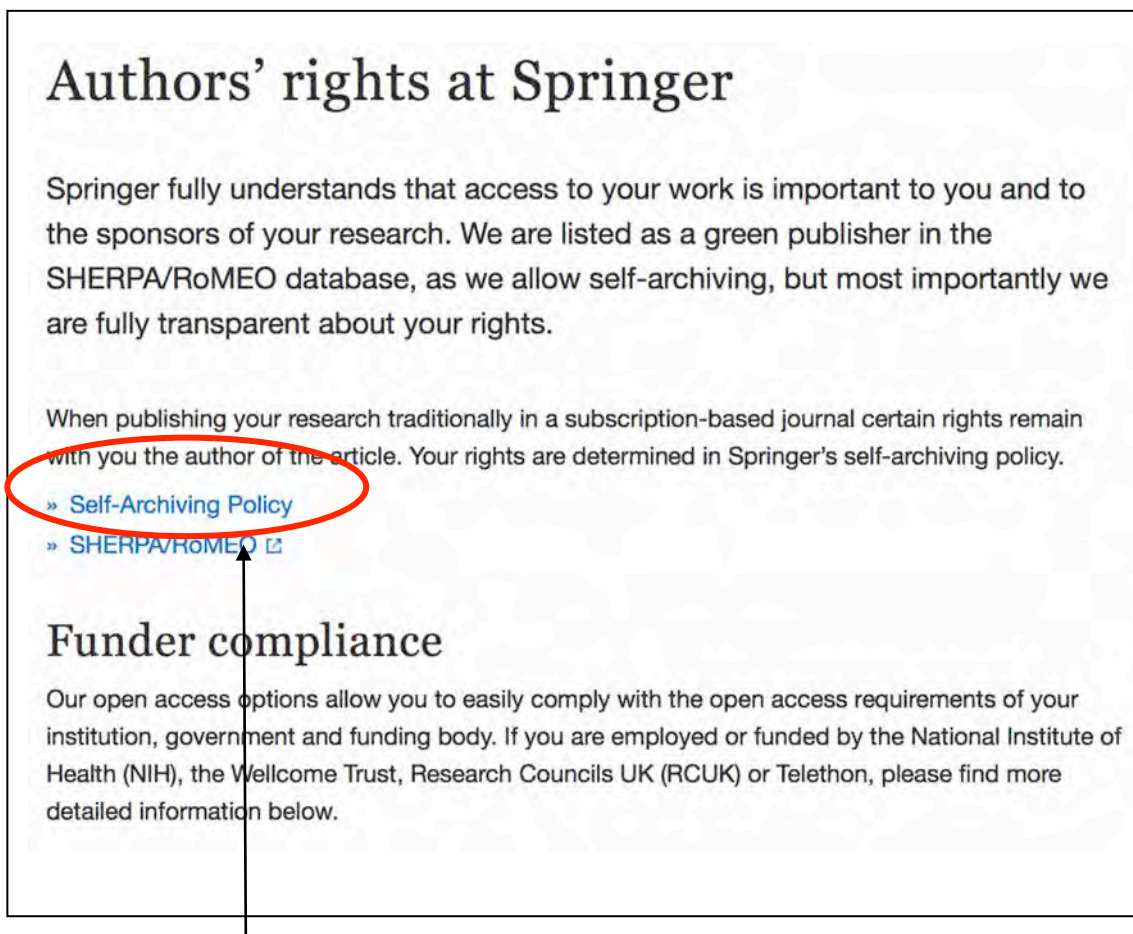 Authors’ rights at Springer
Springer fully understands that access to your work is important to you and to
the sponsors of your research. We are listed as a green publisher in the
SHERPA/RoMEO database, as we allow self-archiving, but most importantly we
are fully transparent about your rights.
When publishing your research traditionally in a subscription-based journal certain rights remain
with you the author of the article. Your rights are determined in Springer’s self-archiving policy.
» Self-Archiving Policy
» SHERPA/RoMEO
Funder compliance
Our open access options allow you to easily comply with the open access requirements of your
institution, government and funding body. If you are employed or funded by the National Institute of
Health (NIH), the Wellcome Trust, Research Councils UK (RCUK) or Telethon, please find more
detailed information below.